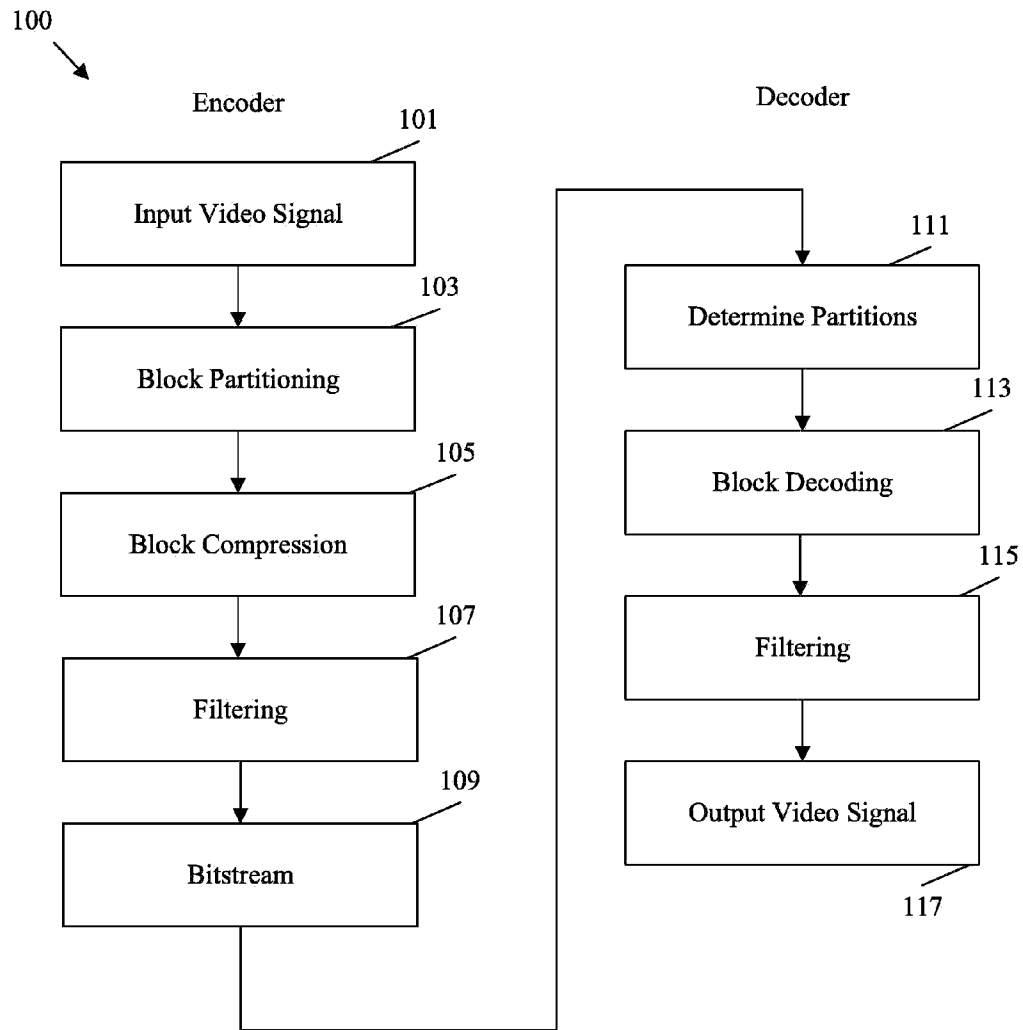 100
Encoder
101
Input Video Signal
103
Block Partitioning
105
Block Compression
107
Filtering
109
Bitstream
Decoder
111
Determine Partitions
113
Block Decoding
115
Filtering
Output Video Signal
117